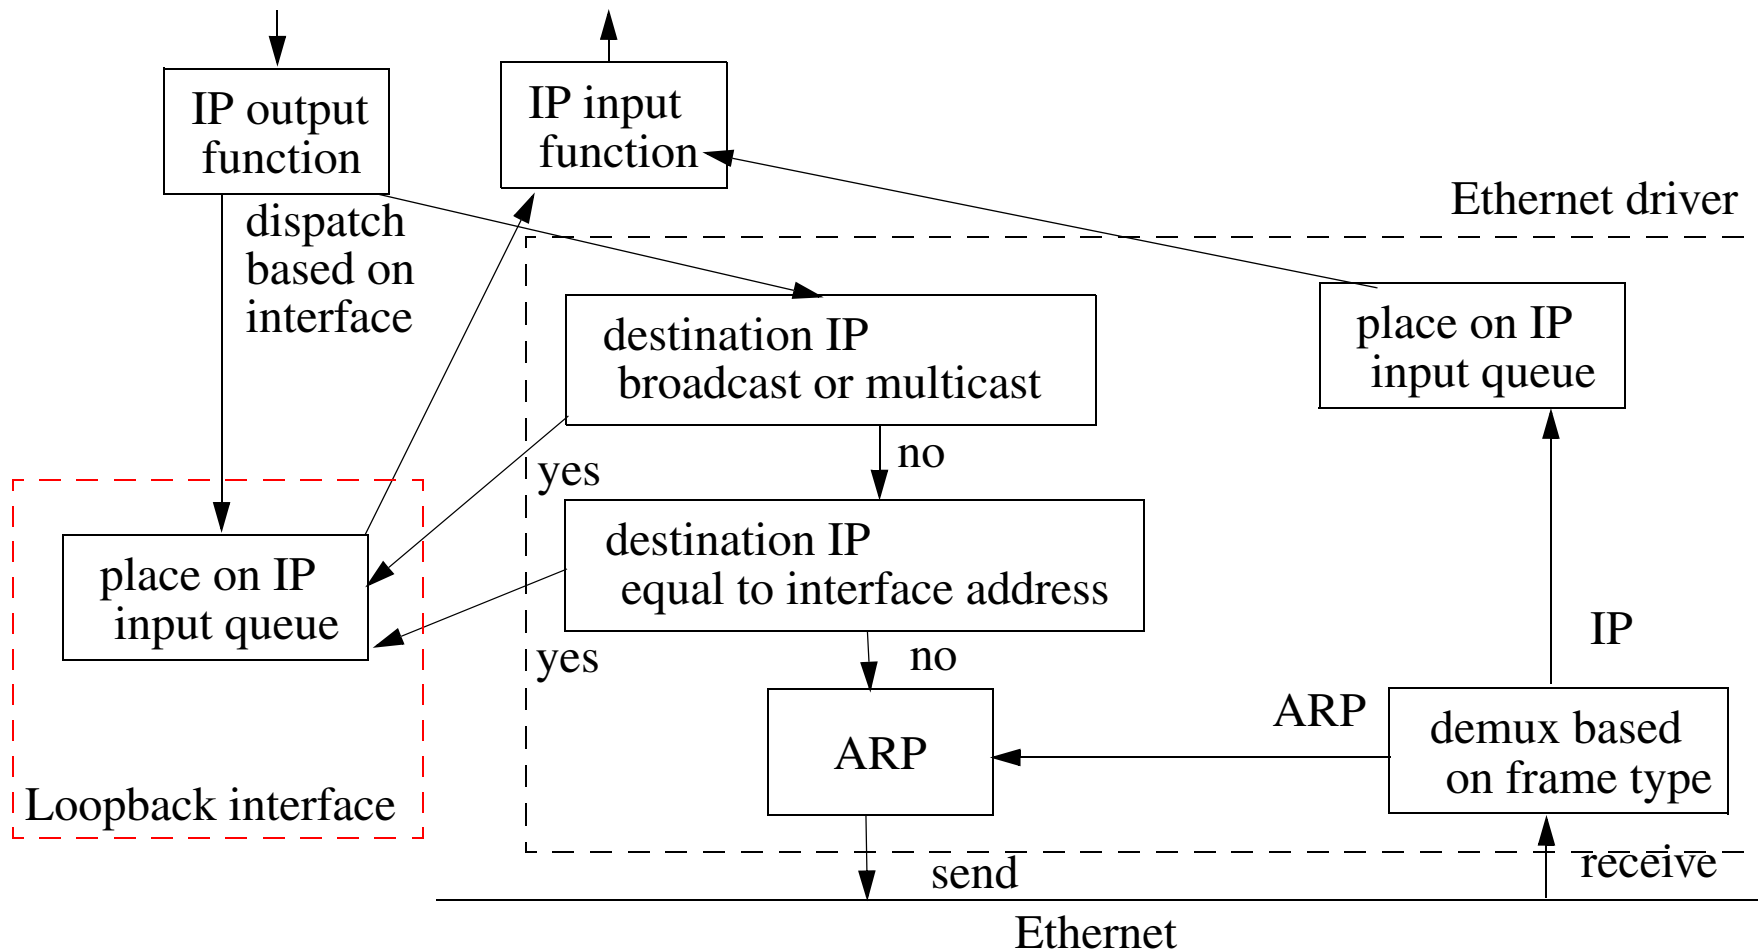 IP output
function
IP input
function
dispatch
based on
interface
Ethernet driver
destination IP
broadcast or multicast
place on IP
input queue
yes
no
destination IP
equal to interface address
place on IP
input queue
yes
no
IP
ARP
ARP
demux based
on frame type
Loopback interface
send
receive
Ethernet